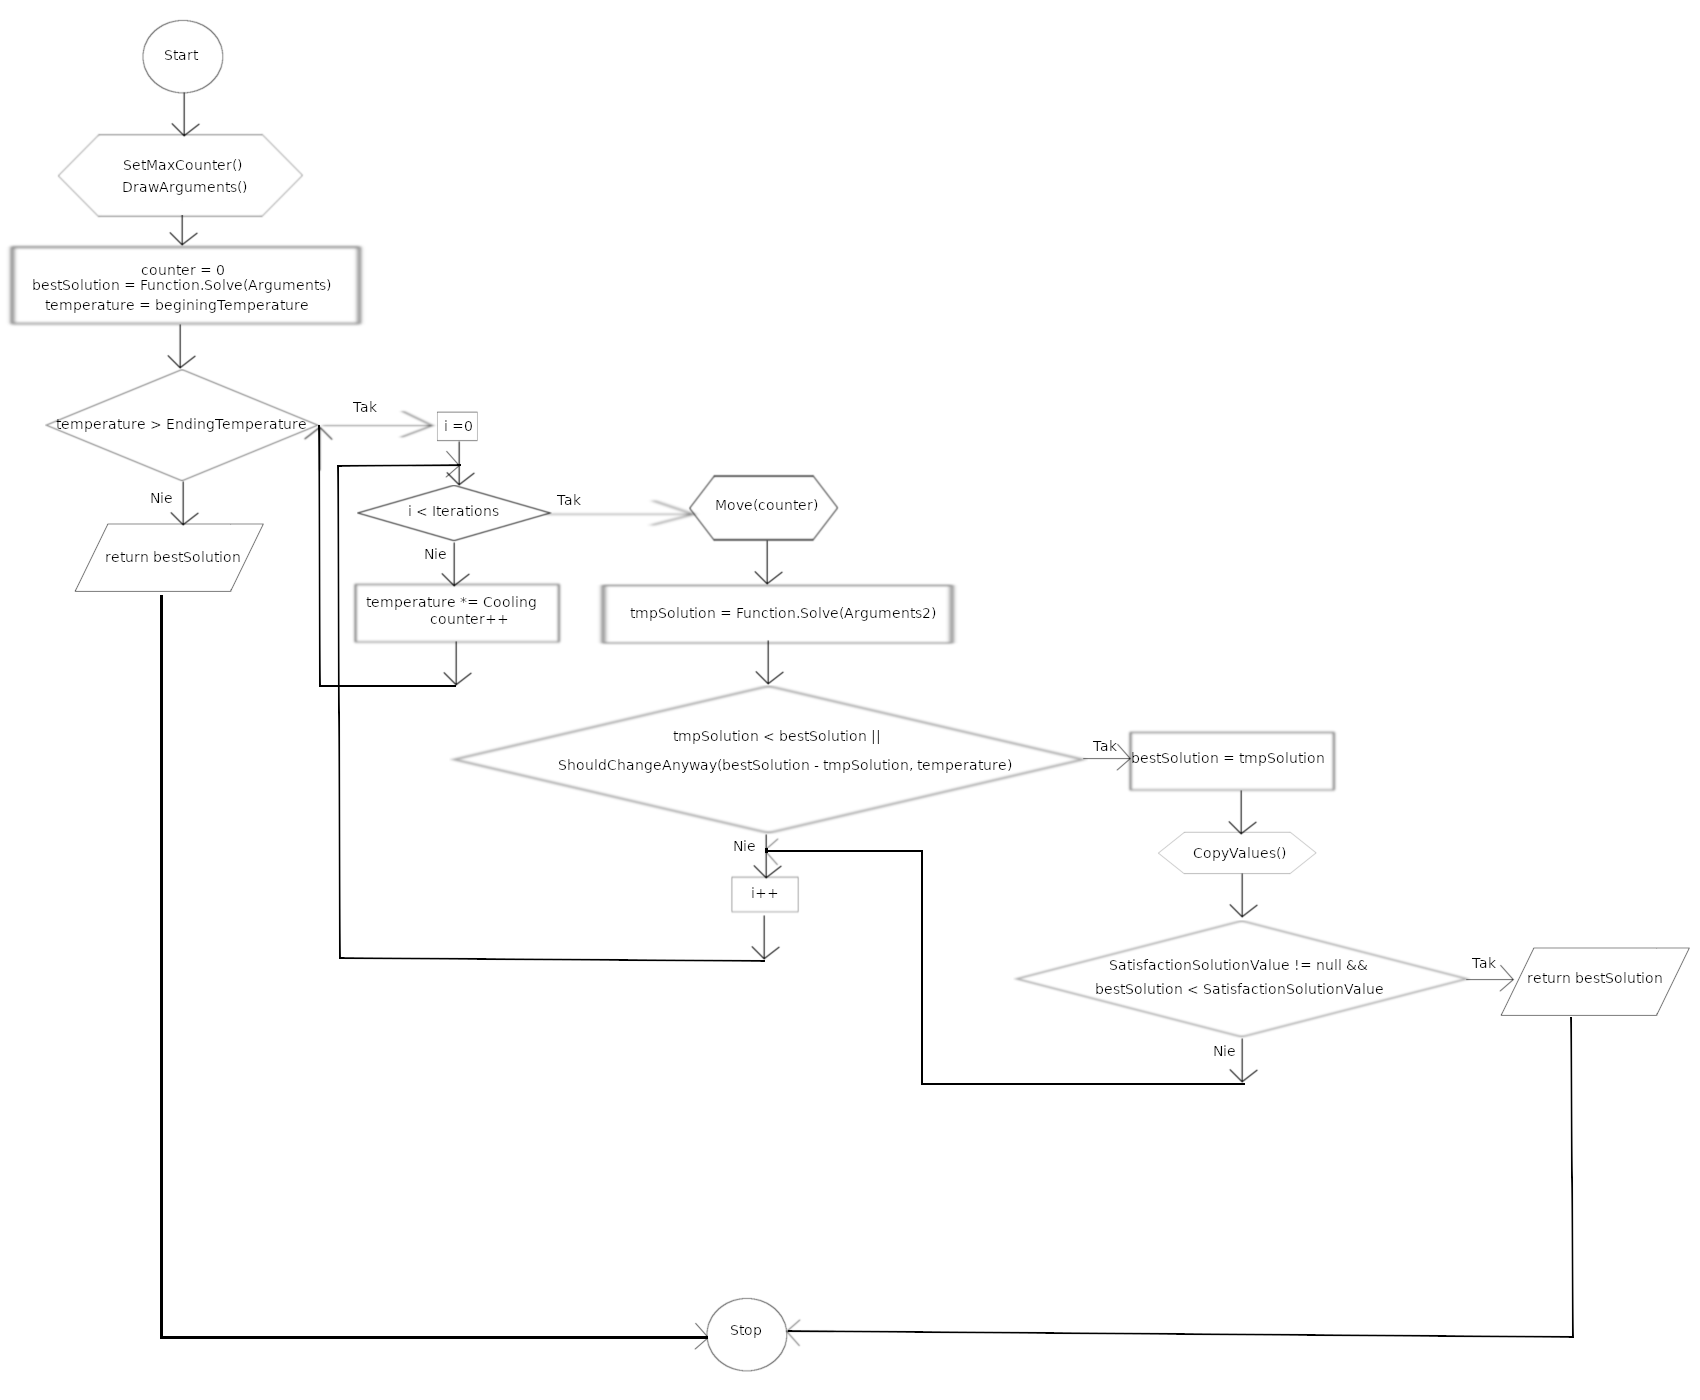 Start
SetMaxCounter()
DrawArguments()
counter = 0
bestSolution = Function.Solve(Arguments)
temperature = beginingTemperature
temperature > EndingTemperature
Tak
i =0
Nie
return bestSolution
i < Iterations
Tak
Move(counter)
Nie
temperature *= Cooling
counter++
tmpSolution = Function.Solve(Arguments2)
tmpSolution < bestSolution ||
ShouldChangeAnyway(bestSolution - tmpSolution, temperature)
Tak
bestSolution = tmpSolution
Nie
i++
CopyValues()
SatisfactionSolutionValue != null &&
bestSolution < SatisfactionSolutionValue
Tak
return bestSolution
Nie
Stop